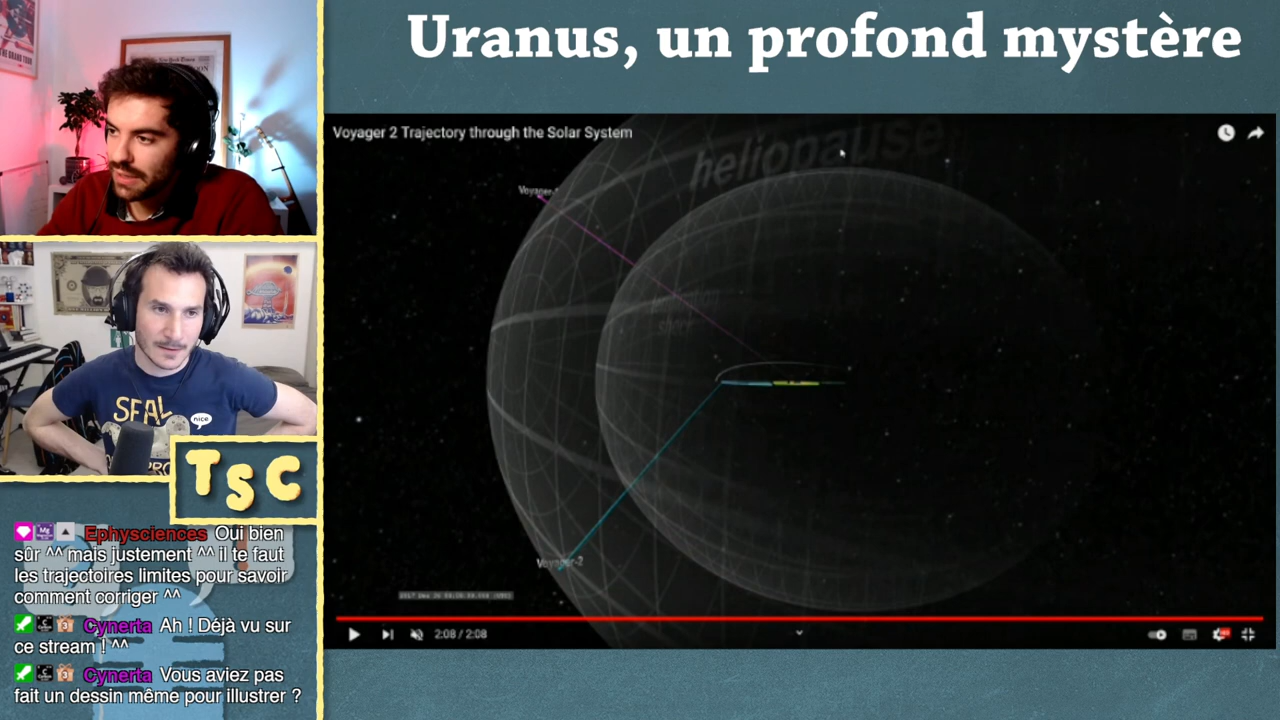 Uranus, un profond mystère
Voyager 2 Trajectory through the Solar System
heliopause
Voyager-2
2:08 / 2:08
SEAL
nice
TSC
Ephysciences Oui bien
sûr ^^ mais justement ^^ il te faut
les trajectoires limites pour savoir
comment corriger ^^
Cynerta Ah ! Déjà vu sur
ce stream ! ^^
Cynerta Vous aviez pas
fait un dessin même pour illustrer ?